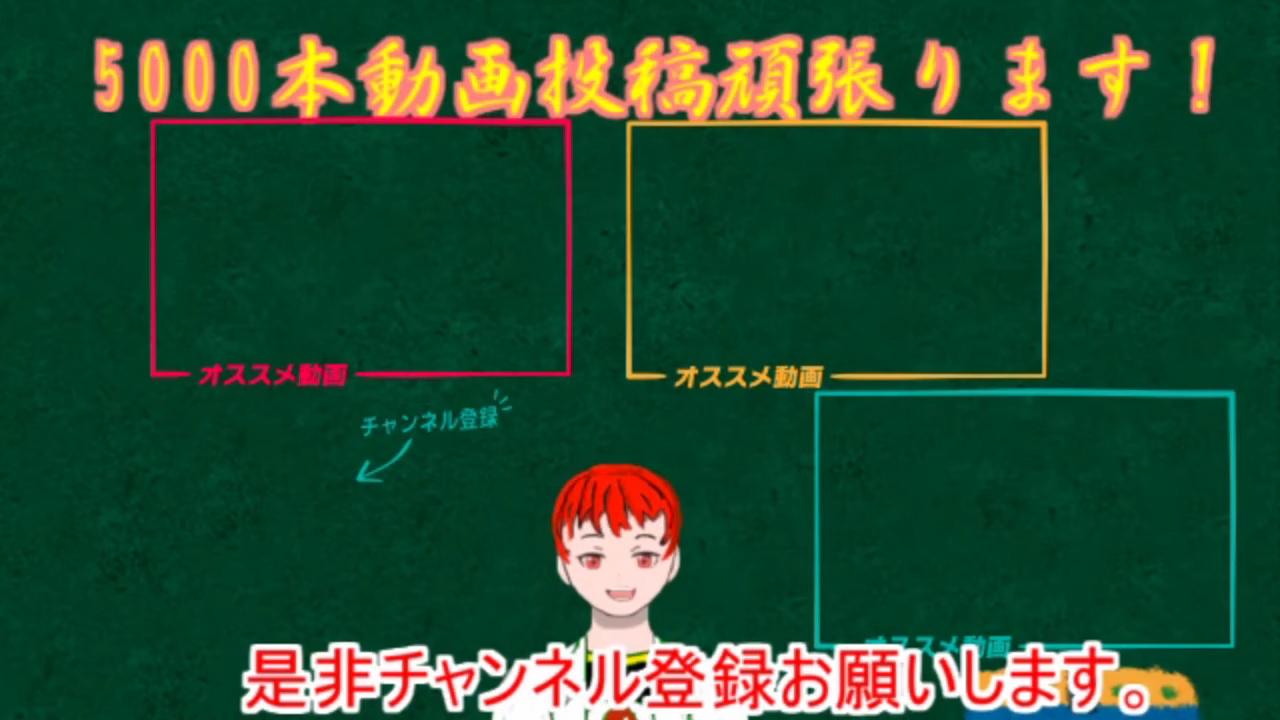 5000本動画投稿頑張ります！
オススメ動画
オススメ動画
チャンネル登録
オススメ動画
是非チャンネル登録お願いします。